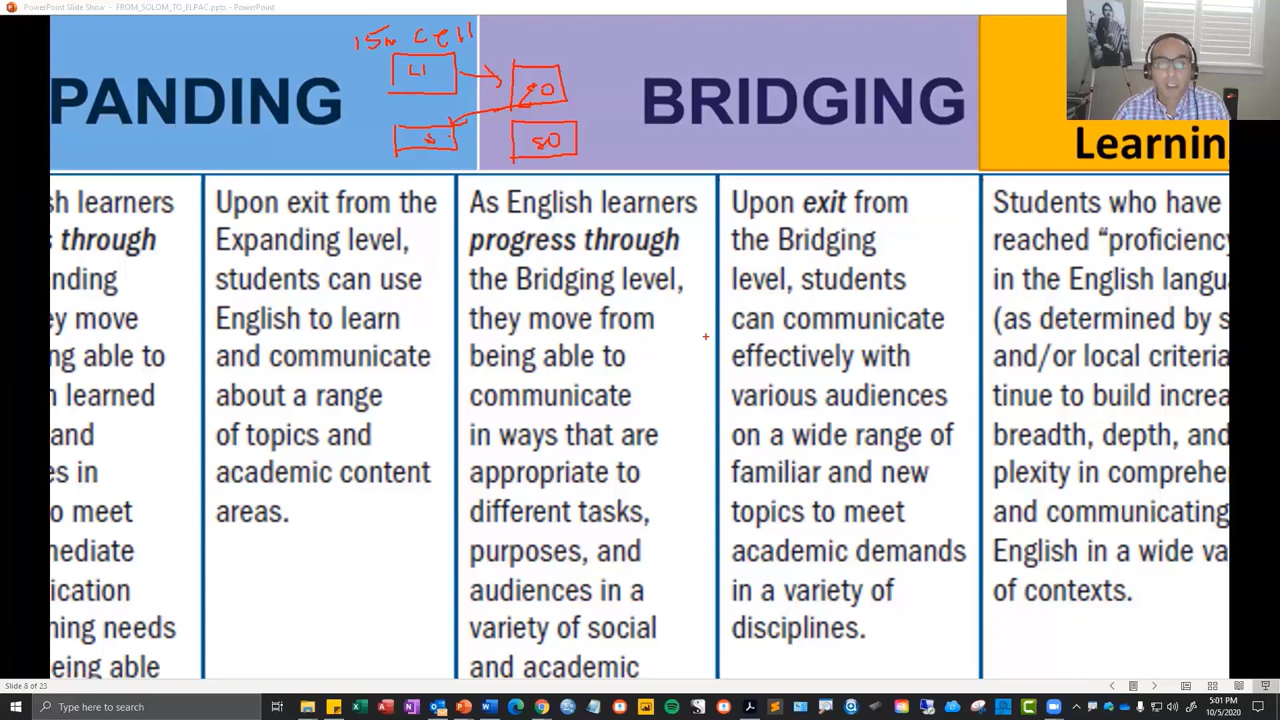 PowerPoint Slide Show - FROM_SOLOM_TO_ELPAC.pptx - PowerPoint
cell
L1
SO
PANDING
BRIDGING
Learnin
sh learners
s through
nding
ey move
ng able to
n learned
and
es in
o meet
mediate
ication
ning needs
eing able
Upon exit from the
Expanding level,
students can use
English to learn
and communicate
about a range
of topics and
academic content
areas.
As English learners
progress through
the Bridging level,
they move from
being able to
communicate
in ways that are
appropriate to
different tasks,
purposes, and
audiences in a
variety of social
and academic
Upon exit from
the Bridging
level, students
can communicate
effectively with
various audiences
on a wide range of
familiar and new
topics to meet
academic demands
in a variety of
disciplines.
Students who have
reached “proficiency
in the English langu
(as determined by s
and/or local criteria
tinue to build increa
breadth, depth, and
plexity in comprehe
and communicating
English in a wide va
of contexts.
Slide 8 of 23
Type here to search
5:01 PM
10/5/2020